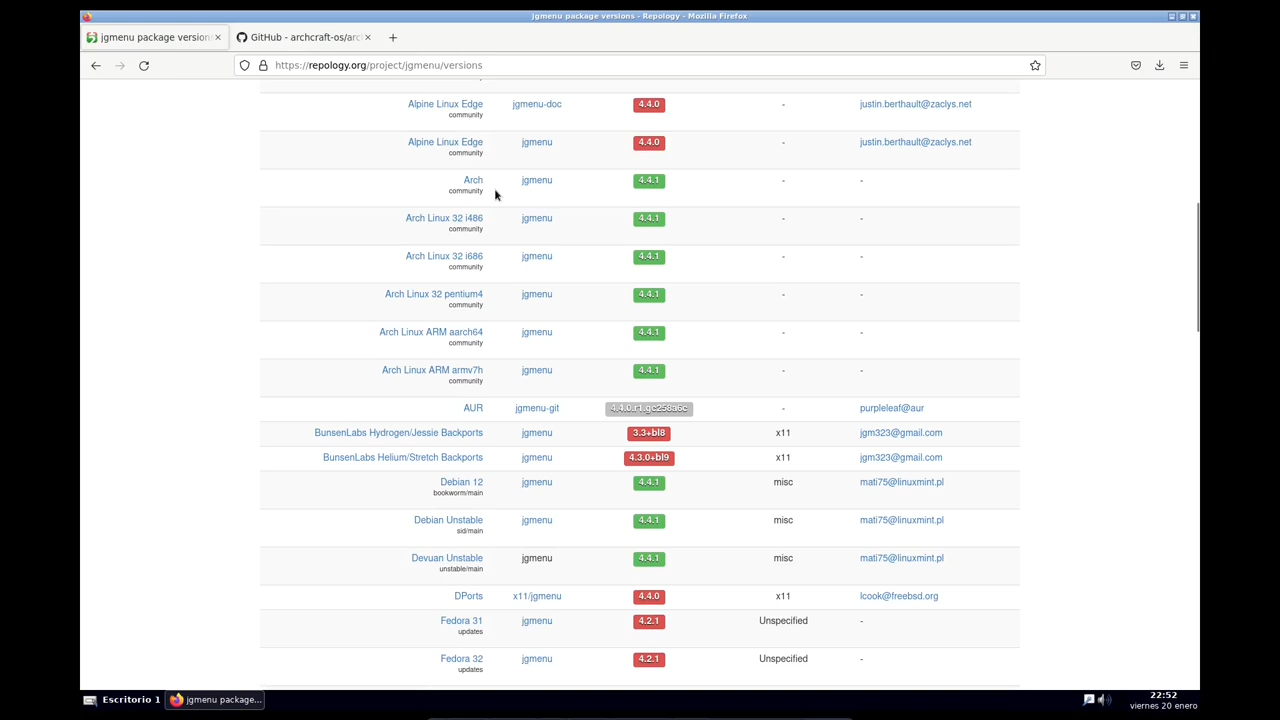 jgmenu package versions - Repology - Mozilla Firefox
jgmenu package version
GitHub - archcraft-os/arc
https://repology.org/project/jgmenu/versions
Alpine Linux Edge jgmenu-doc 4.4.0 - justin.berthault@zaclys.net
community
Alpine Linux Edge jgmenu 4.4.0 - justin.berthault@zaclys.net
community
Arch jgmenu 4.4.1 - -
community
Arch Linux 32 i486 jgmenu 4.4.1 - -
community
Arch Linux 32 i686 jgmenu 4.4.1 - -
community
Arch Linux 32 pentium4 jgmenu 4.4.1 - -
community
Arch Linux ARM aarch64 jgmenu 4.4.1 - -
community
Arch Linux ARM armv7h jgmenu 4.4.1 - -
community
AUR jgmenu-git 4.4.0.r1.gc258a6c - purpleleaf@aur
BunsenLabs Hydrogen/Jessie Backports jgmenu 3.3+bl8 x11 jgm323@gmail.com
BunsenLabs Helium/Stretch Backports jgmenu 4.3.0+bl9 x11 jgm323@gmail.com
Debian 12 jgmenu 4.4.1 misc mati75@linuxmint.pl
bookworm/main
Debian Unstable jgmenu 4.4.1 misc mati75@linuxmint.pl
sid/main
Devuan Unstable jgmenu 4.4.1 misc mati75@linuxmint.pl
unstable/main
DPorts x11/jgmenu 4.4.0 x11 lcook@freebsd.org
Fedora 31 jgmenu 4.2.1 Unspecified -
updates
Fedora 32 jgmenu 4.2.1 Unspecified -
updates
Escritorio 1 jgmenu package... 22:52
viernes 20 enero